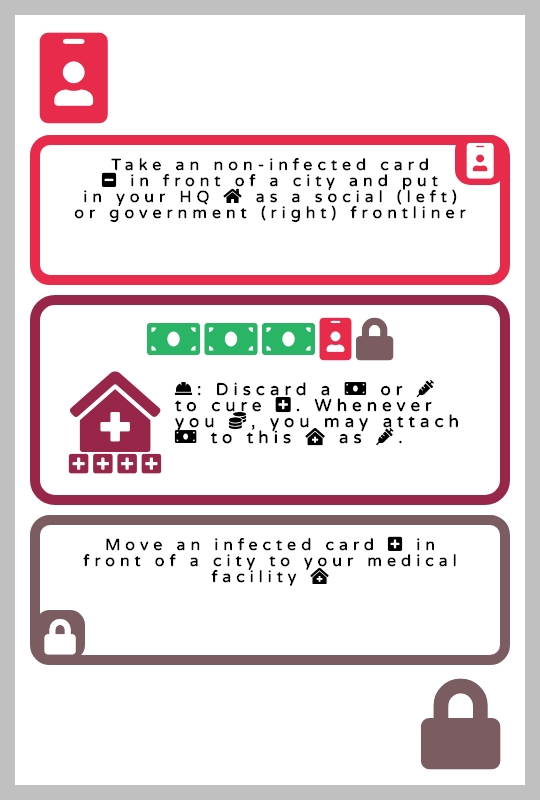 Take an non-infected card
in front of a city and put
in your HQ as a social (left)
or government (right) frontliner
: Discard a or
to cure . Whenever
you , you may attach
to this as .
Move an infected card in
front of a city to your medical
facility